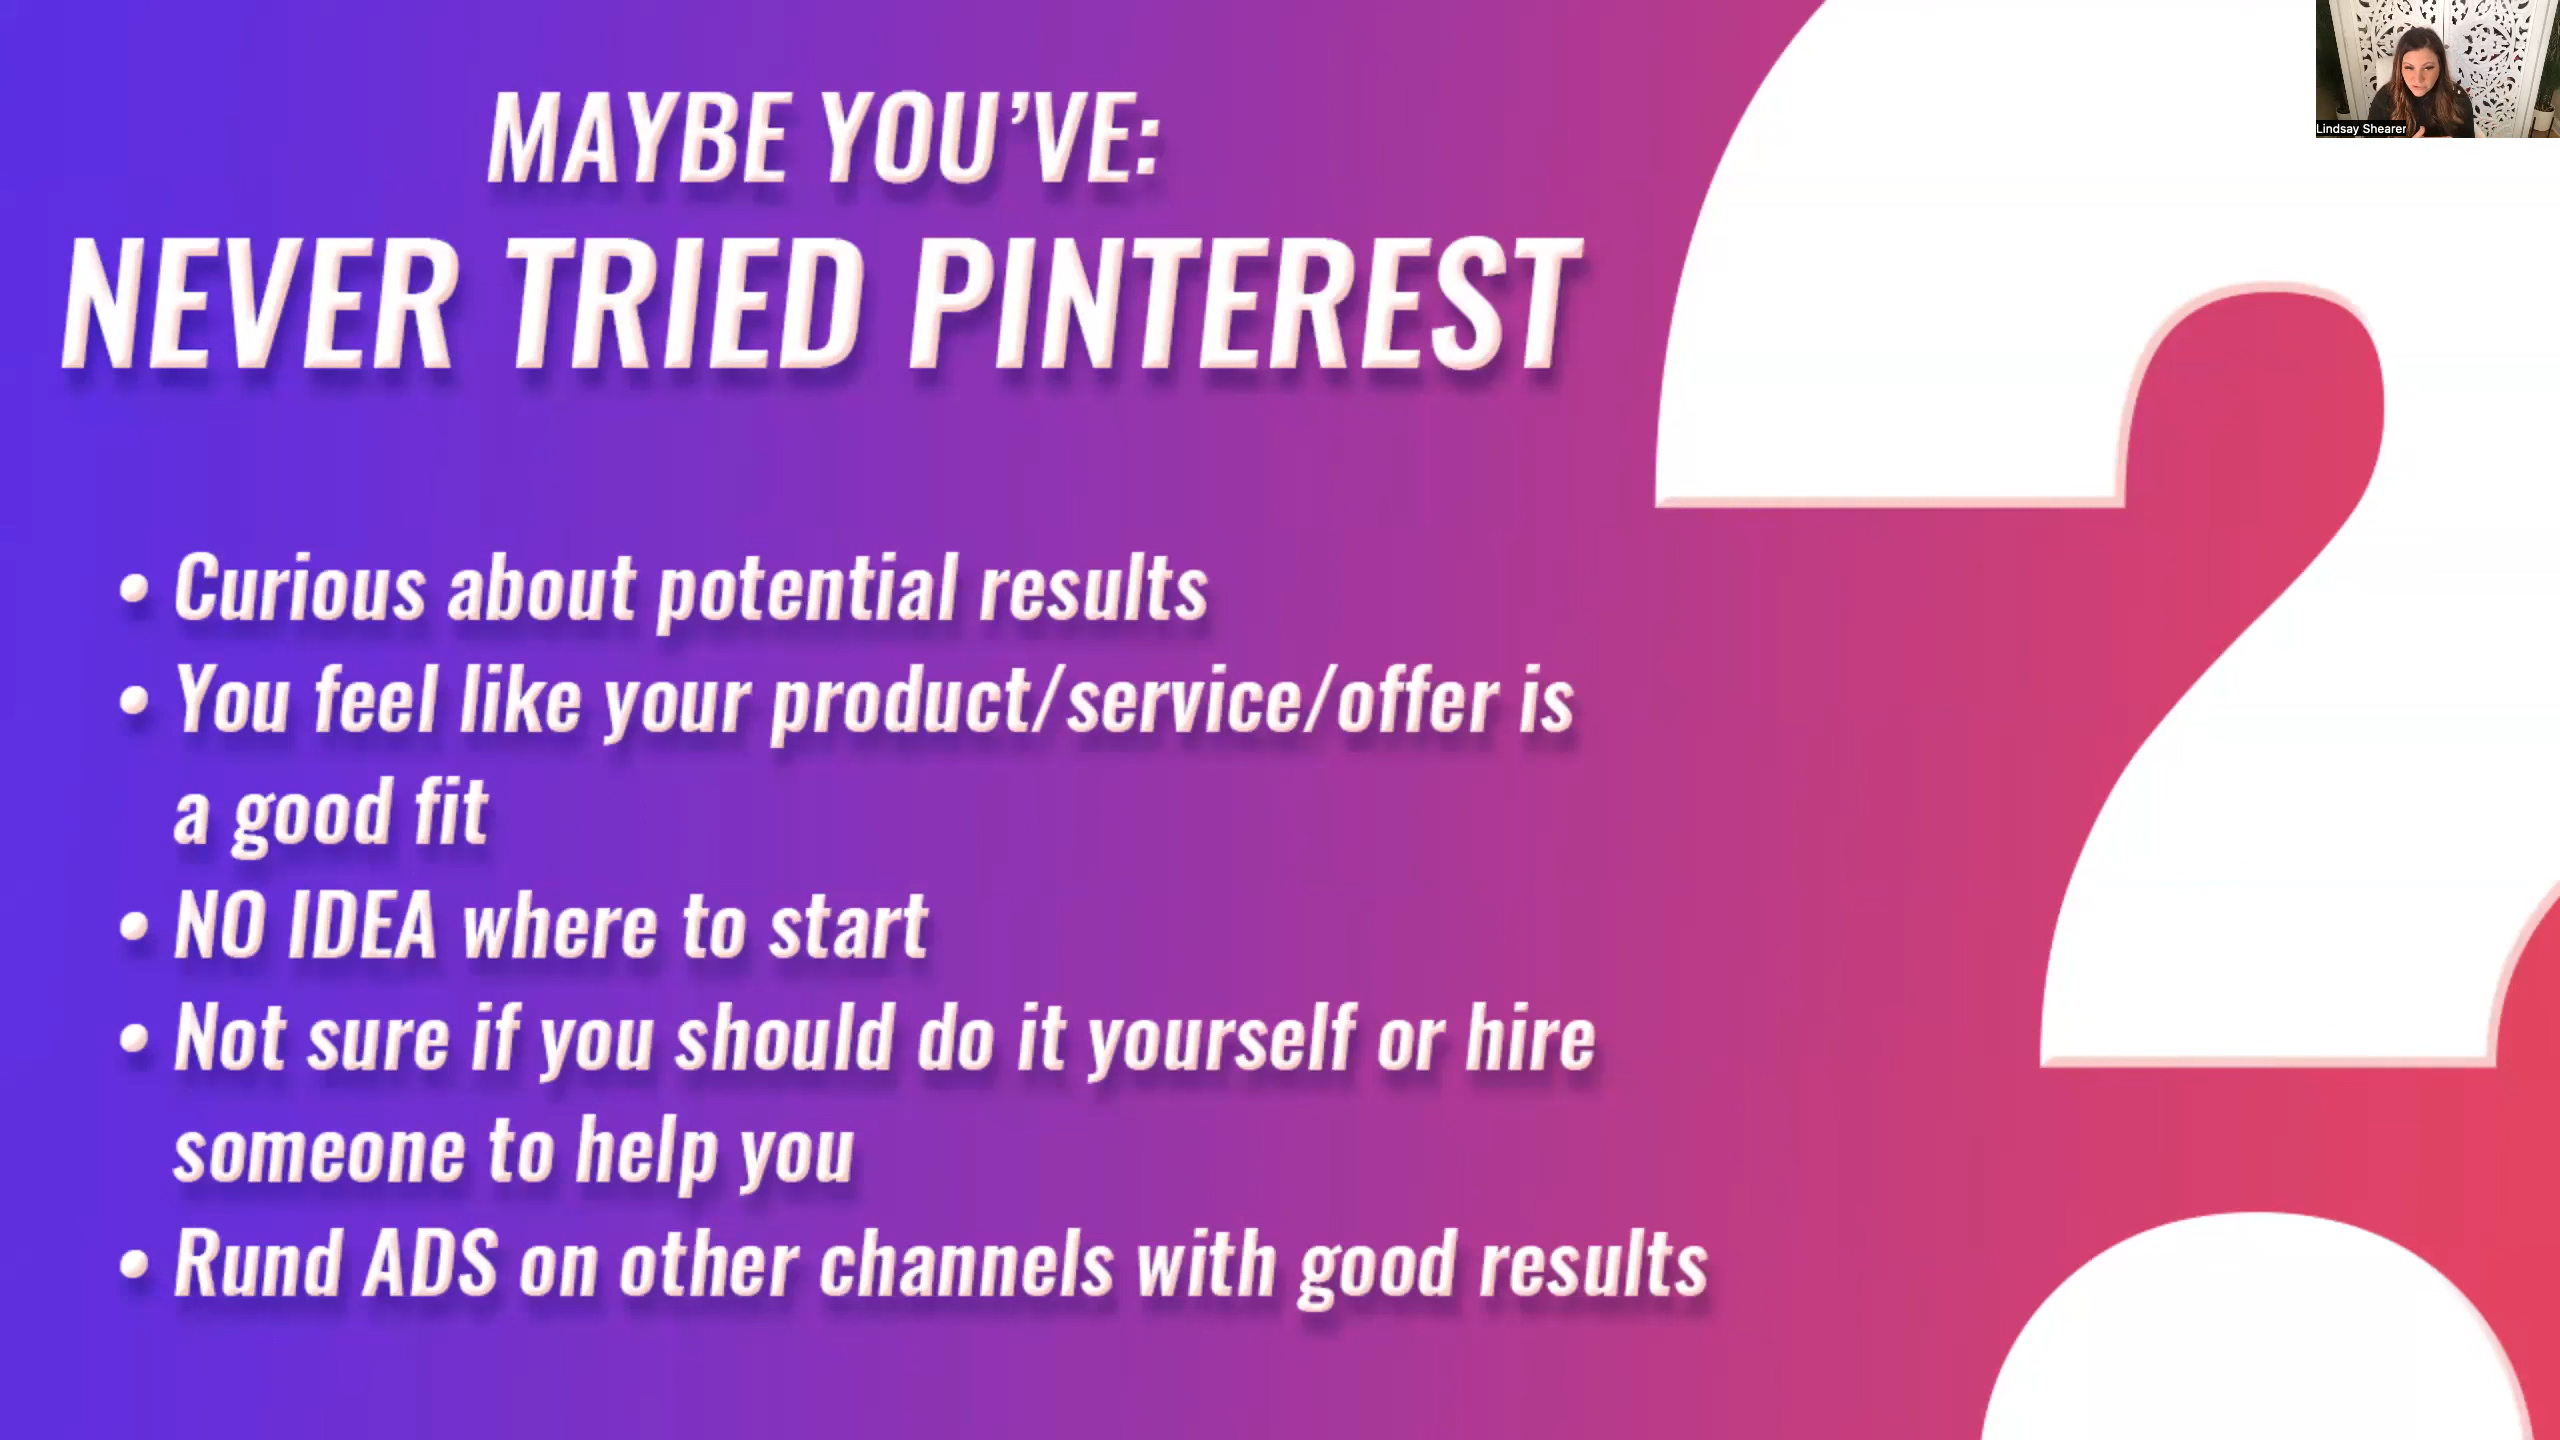 MAYBE YOU'VE:
NEVER TRIED PINTEREST
• Curious about potential results
• You feel like your product/service/offer is
a good fit
• NO IDEA where to start
• Not sure if you should do it yourself or hire
someone to help you
• Rund ADS on other channels with good results
?
Lindsay Shearer